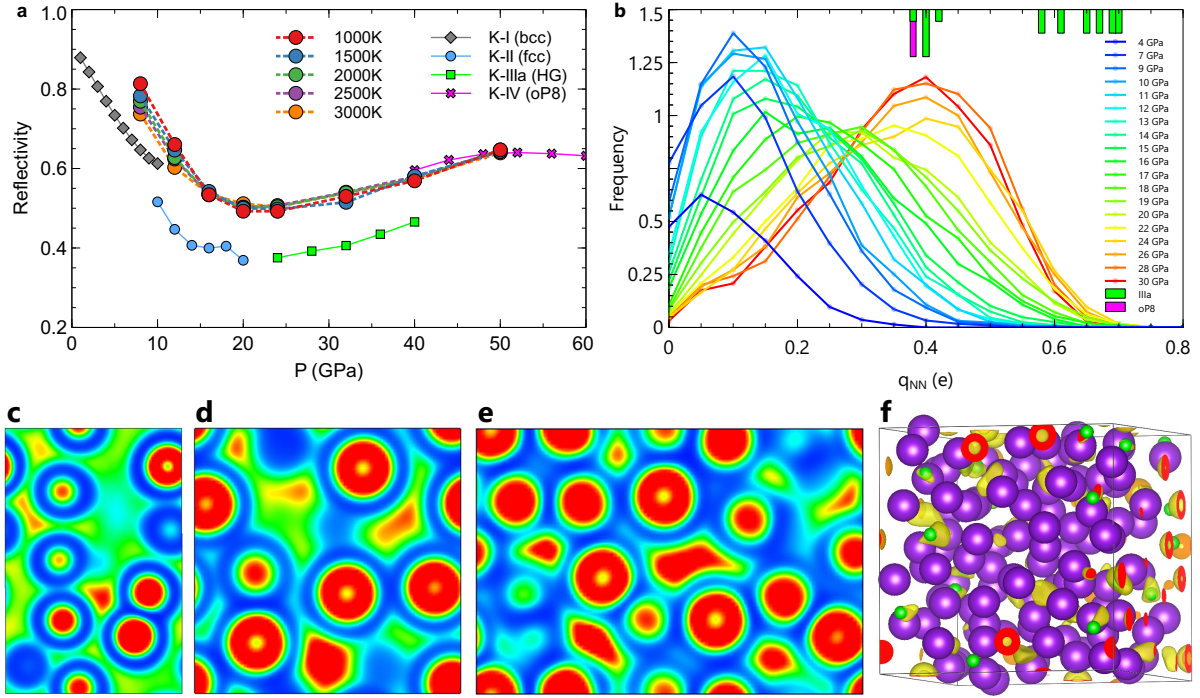 a
Reflectivity
1.0
0.8
0.6
0.4
0.2
0
10
20
30
40
50
60
P (GPa)
1000K
1500K
2000K
2500K
3000K
K-I (bcc)
K-II (fcc)
K-IIIa (HG)
K-IV (oP8)
b
Frequency
1.5
1.25
1
0.75
0.5
0.25
0
0
0.2
0.4
0.6
0.8
qNN (e)
4 GPa
7 GPa
9 GPa
10 GPa
11 GPa
12 GPa
13 GPa
14 GPa
15 GPa
16 GPa
17 GPa
18 GPa
19 GPa
20 GPa
22 GPa
24 GPa
26 GPa
28 GPa
30 GPa
IIIa
oP8
c
d
e
f